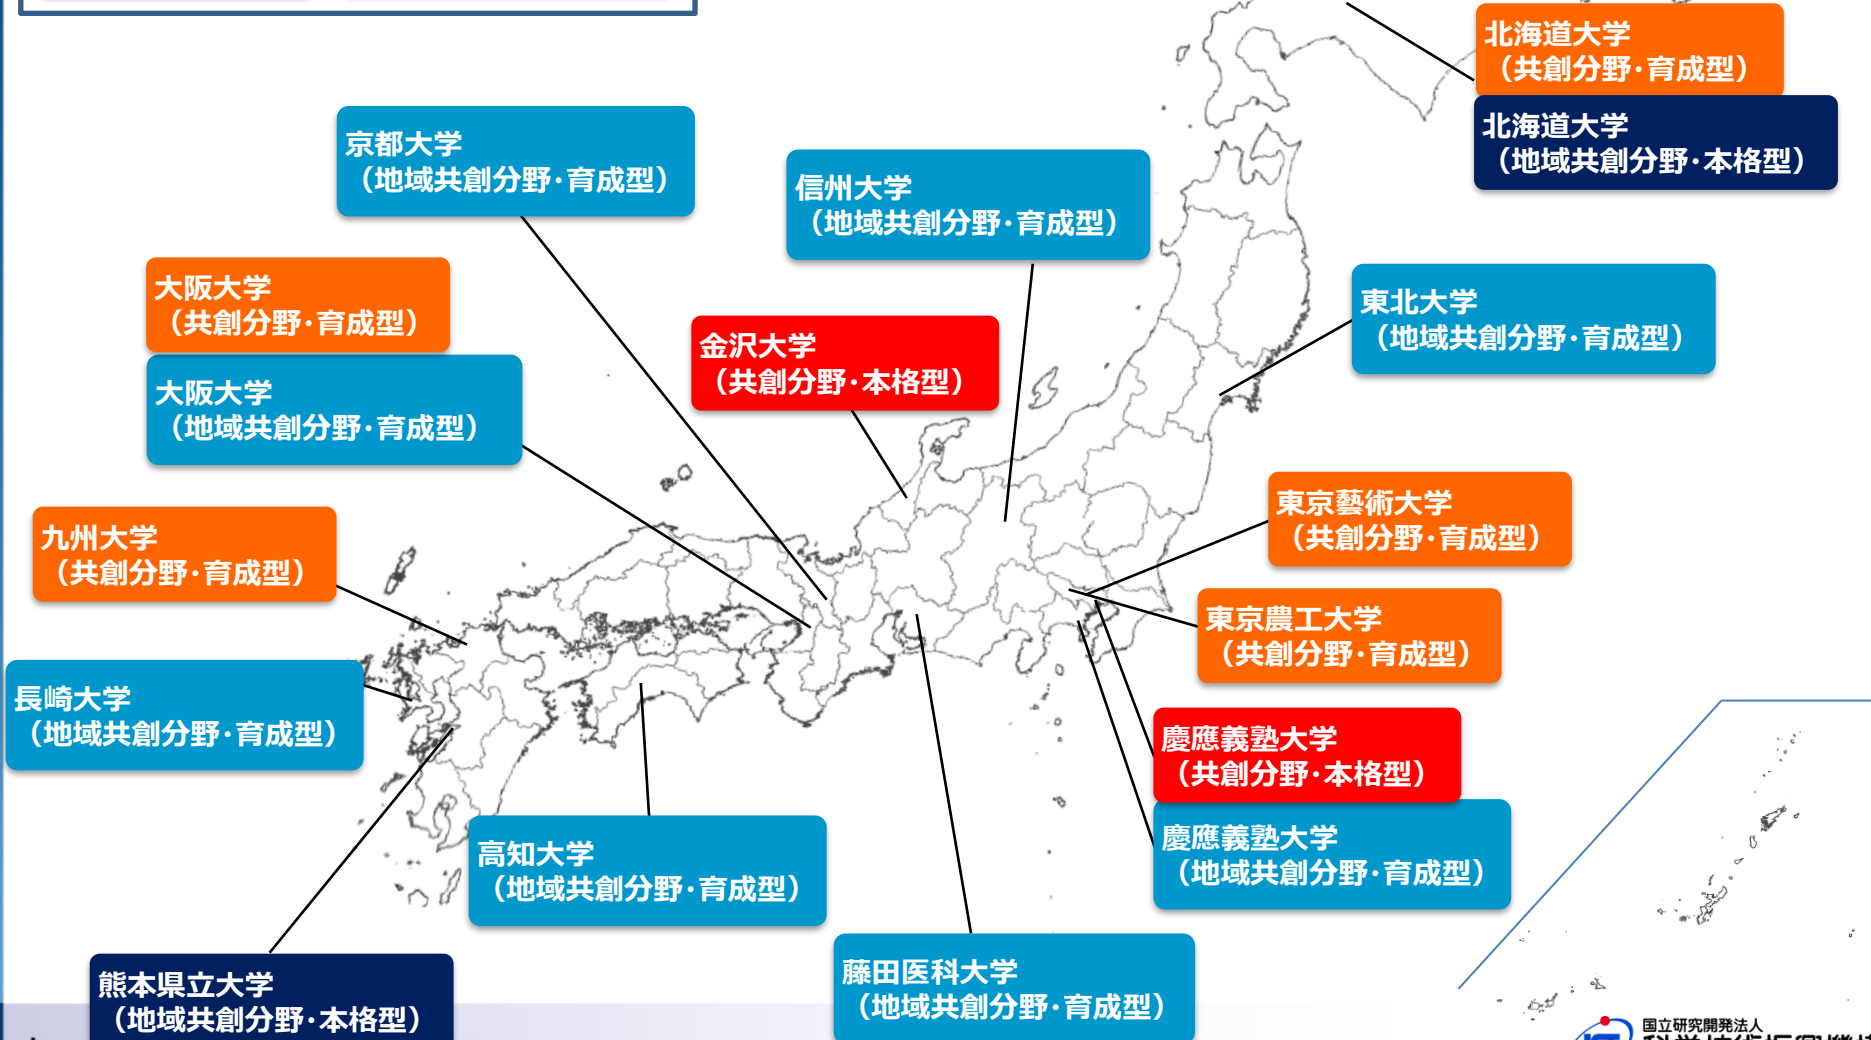 北海道大学
（共創分野・育成型）
北海道大学
（地域共創分野・本格型）
京都大学
（地域共創分野・育成型）
信州大学
（地域共創分野・育成型）
大阪大学
（共創分野・育成型）
大阪大学
（地域共創分野・育成型）
金沢大学
（共創分野・本格型）
東北大学
（地域共創分野・育成型）
九州大学
（共創分野・育成型）
東京藝術大学
（共創分野・育成型）
東京農工大学
（共創分野・育成型）
長崎大学
（地域共創分野・育成型）
慶應義塾大学
（共創分野・本格型）
慶應義塾大学
（地域共創分野・育成型）
高知大学
（地域共創分野・育成型）
藤田医科大学
（地域共創分野・育成型）
熊本県立大学
（地域共創分野・本格型）
国立研究開発法人
科学技術振興機構